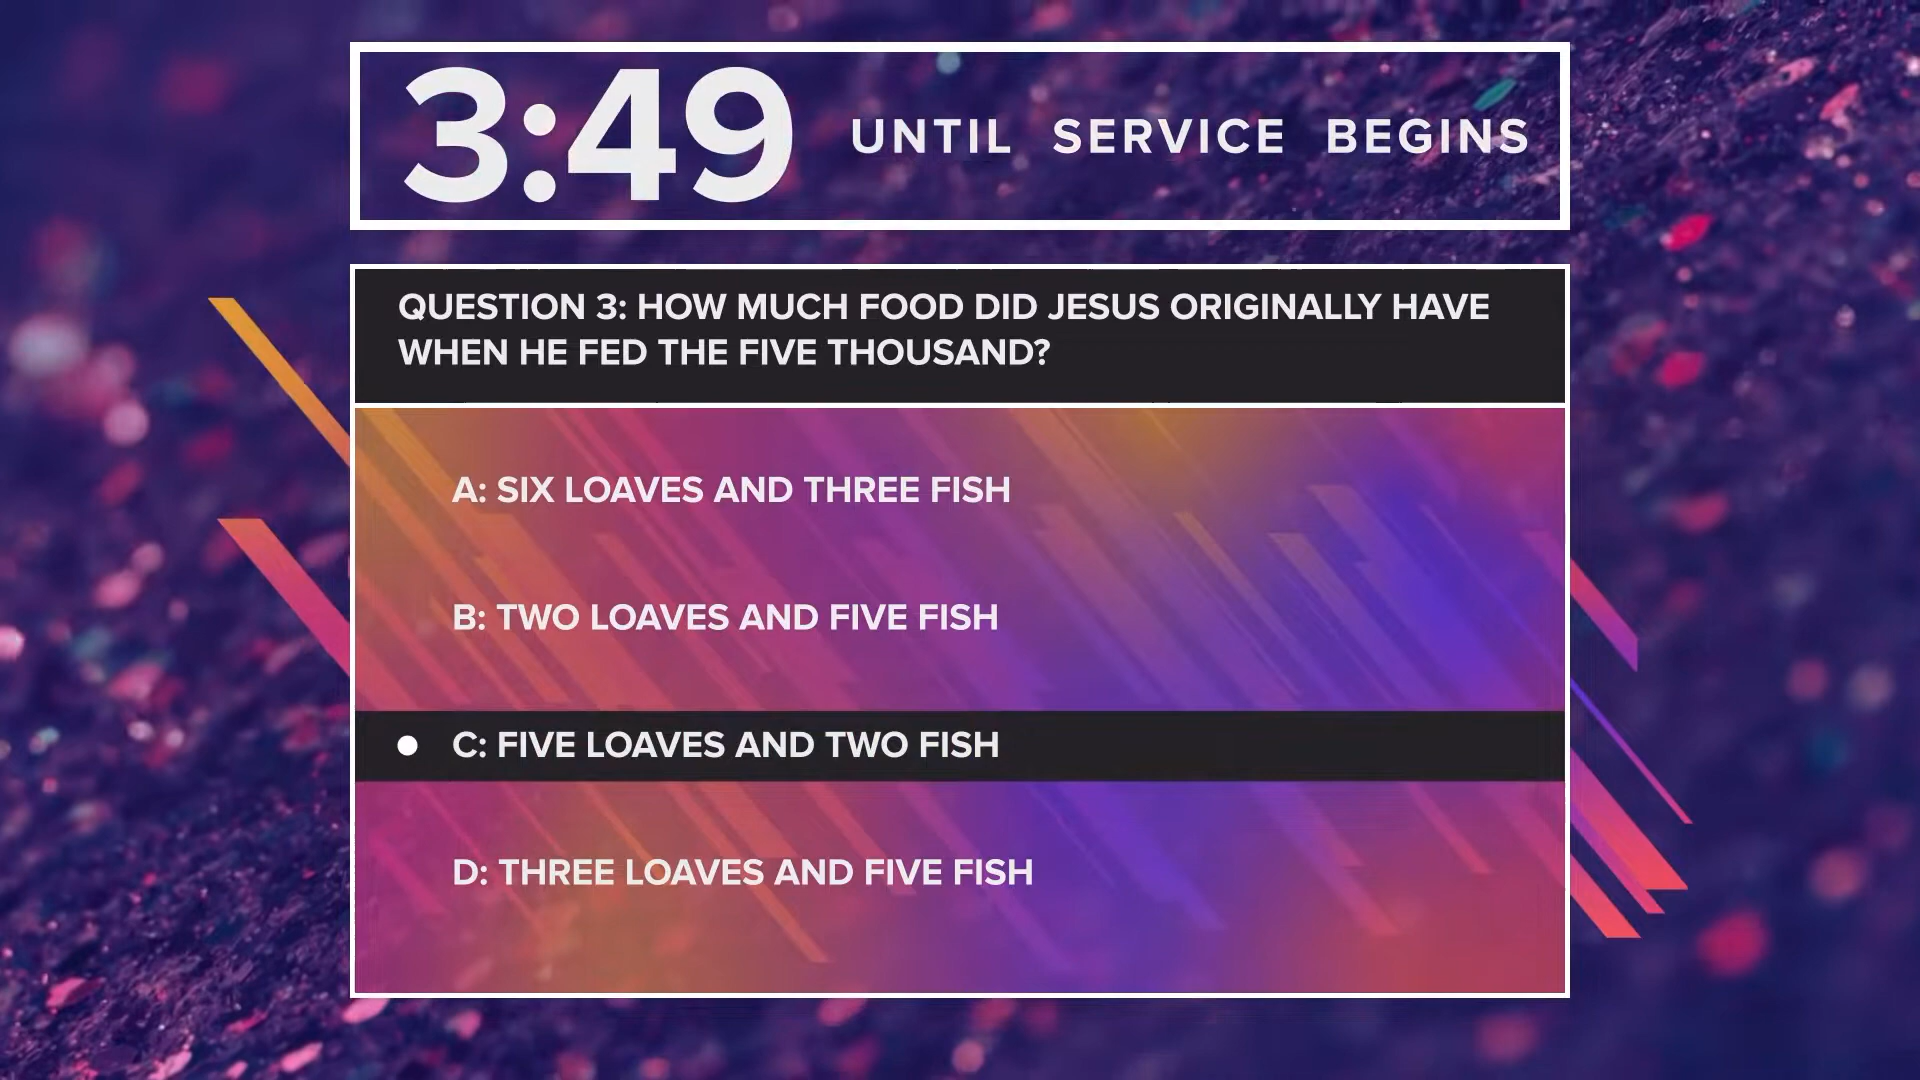 3:49 UNTIL SERVICE BEGINS
QUESTION 3: HOW MUCH FOOD DID JESUS ORIGINALLY HAVE
WHEN HE FED THE FIVE THOUSAND?
A: SIX LOAVES AND THREE FISH
B: TWO LOAVES AND FIVE FISH
C: FIVE LOAVES AND TWO FISH
D: THREE LOAVES AND FIVE FISH